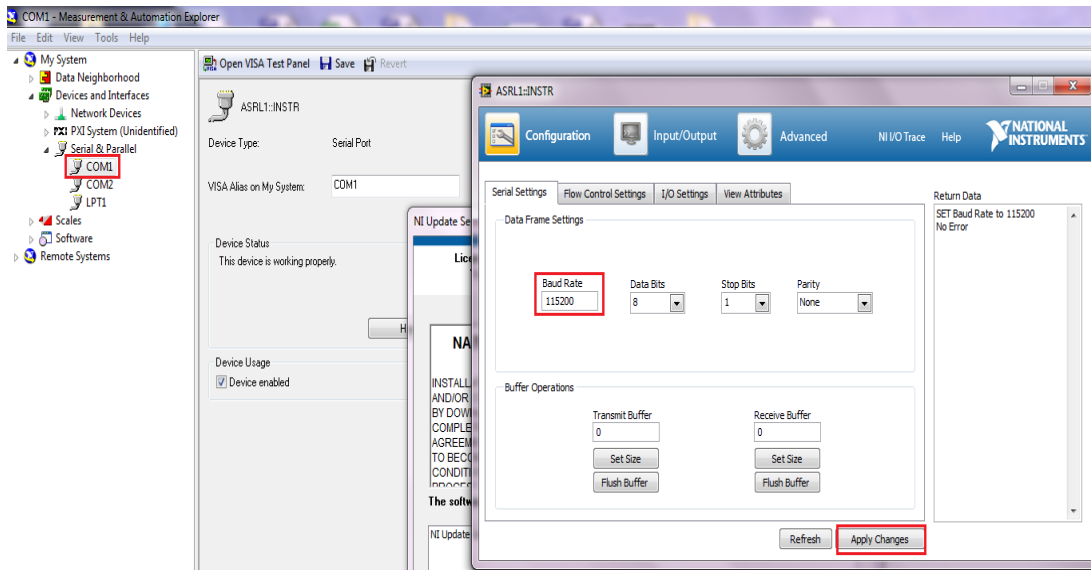 COM1 - Measurement & Automation Explorer
File Edit View Tools Help
My System
Data Neighborhood
Devices and Interfaces
Network Devices
PXI PXI System (Unidentified)
Serial & Parallel
COM1
COM2
LPT1
Scales
Software
Remote Systems
Open VISA Test Panel Save Revert
ASRL1::INSTR
Device Type: Serial Port
VISA Alias on My System: COM1
Device Status
This device is working properly.
H
Device Usage
Device enabled
NI Update Se
Lice
NA
INSTALL
AND/OR
BY DOW
COMPLE
AGREEM
TO BECO
CONDITI
The softw
NI Update
ASRL1::INSTR
Configuration Input/Output Advanced NI I/O Trace Help NATIONAL INSTRUMENTS
Serial Settings Flow Control Settings I/O Settings View Attributes
Data Frame Settings
Baud Rate Data Bits Stop Bits Parity
115200 8 1 None
Buffer Operations
Transmit Buffer Receive Buffer
0 0
Set Size Set Size
Flush Buffer Flush Buffer
Return Data
SET Baud Rate to 115200
No Error
Refresh Apply Changes